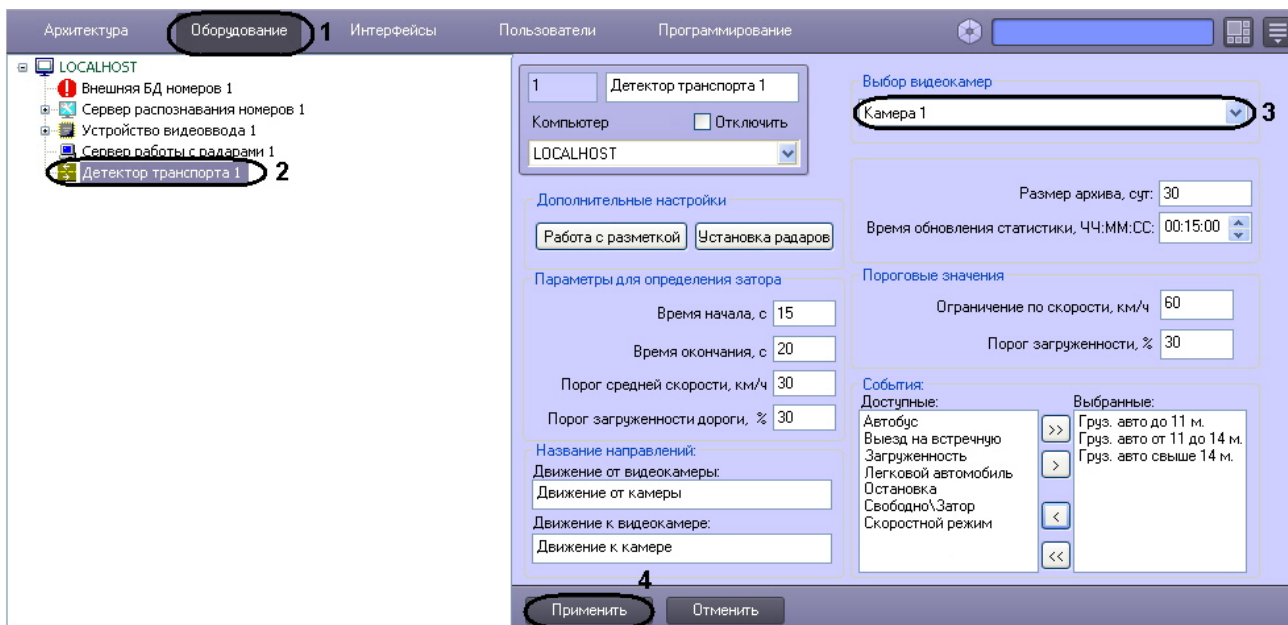 Архитектура Оборудование 1 Интерфейсы Пользователи Программирование
LOCALHOST
Внешняя БД номеров 1
Сервер распознавания номеров 1
Устройство видеоввода 1
Сервер работы с радарами 1
Детектор транспорта 1 2
1 Детектор транспорта 1
Компьютер Отключить
LOCALHOST
Дополнительные настройки
Работа с разметкой Установка радаров
Параметры для определения затора
Время начала, с 15
Время окончания, с 20
Порог средней скорости, км/ч 30
Порог загруженности дороги, % 30
Название направлений:
Движение от видеокамеры:
Движение от камеры
Движение к видеокамере:
Движение к камере
Выбор видеокамер
Камера 1 3
Размер архива, сут: 30
Время обновления статистики, ЧЧ:ММ:СС: 00:15:00
Пороговые значения
Ограничение по скорости, км/ч 60
Порог загруженности, % 30
События:
Доступные:
Автобус
Выезд на встречную
Загруженность
Легковой автомобиль
Остановка
Свободно\Затор
Скоростной режим
>>
>
<
<<
Выбранные:
Груз. авто до 11 м.
Груз. авто от 11 до 14 м.
Груз. авто свыше 14 м.
4
Применить Отменить